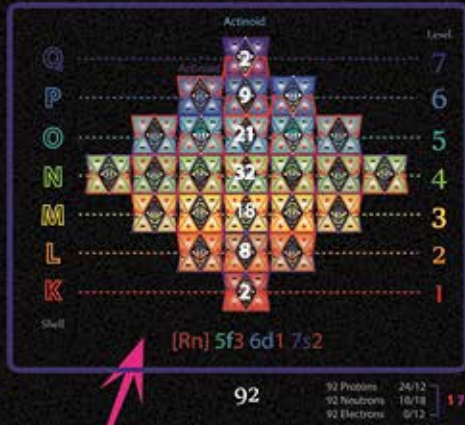 Actinoid
Level
Q 2 7
P 9 6
O 21 5
N 32 4
M 18 3
L 8 2
K 2 1
Shell
[Rn] 5f3 6d1 7s2
92
92 Protons 24/12
92 Neutrons 18/18
92 Electrons 0/12
17